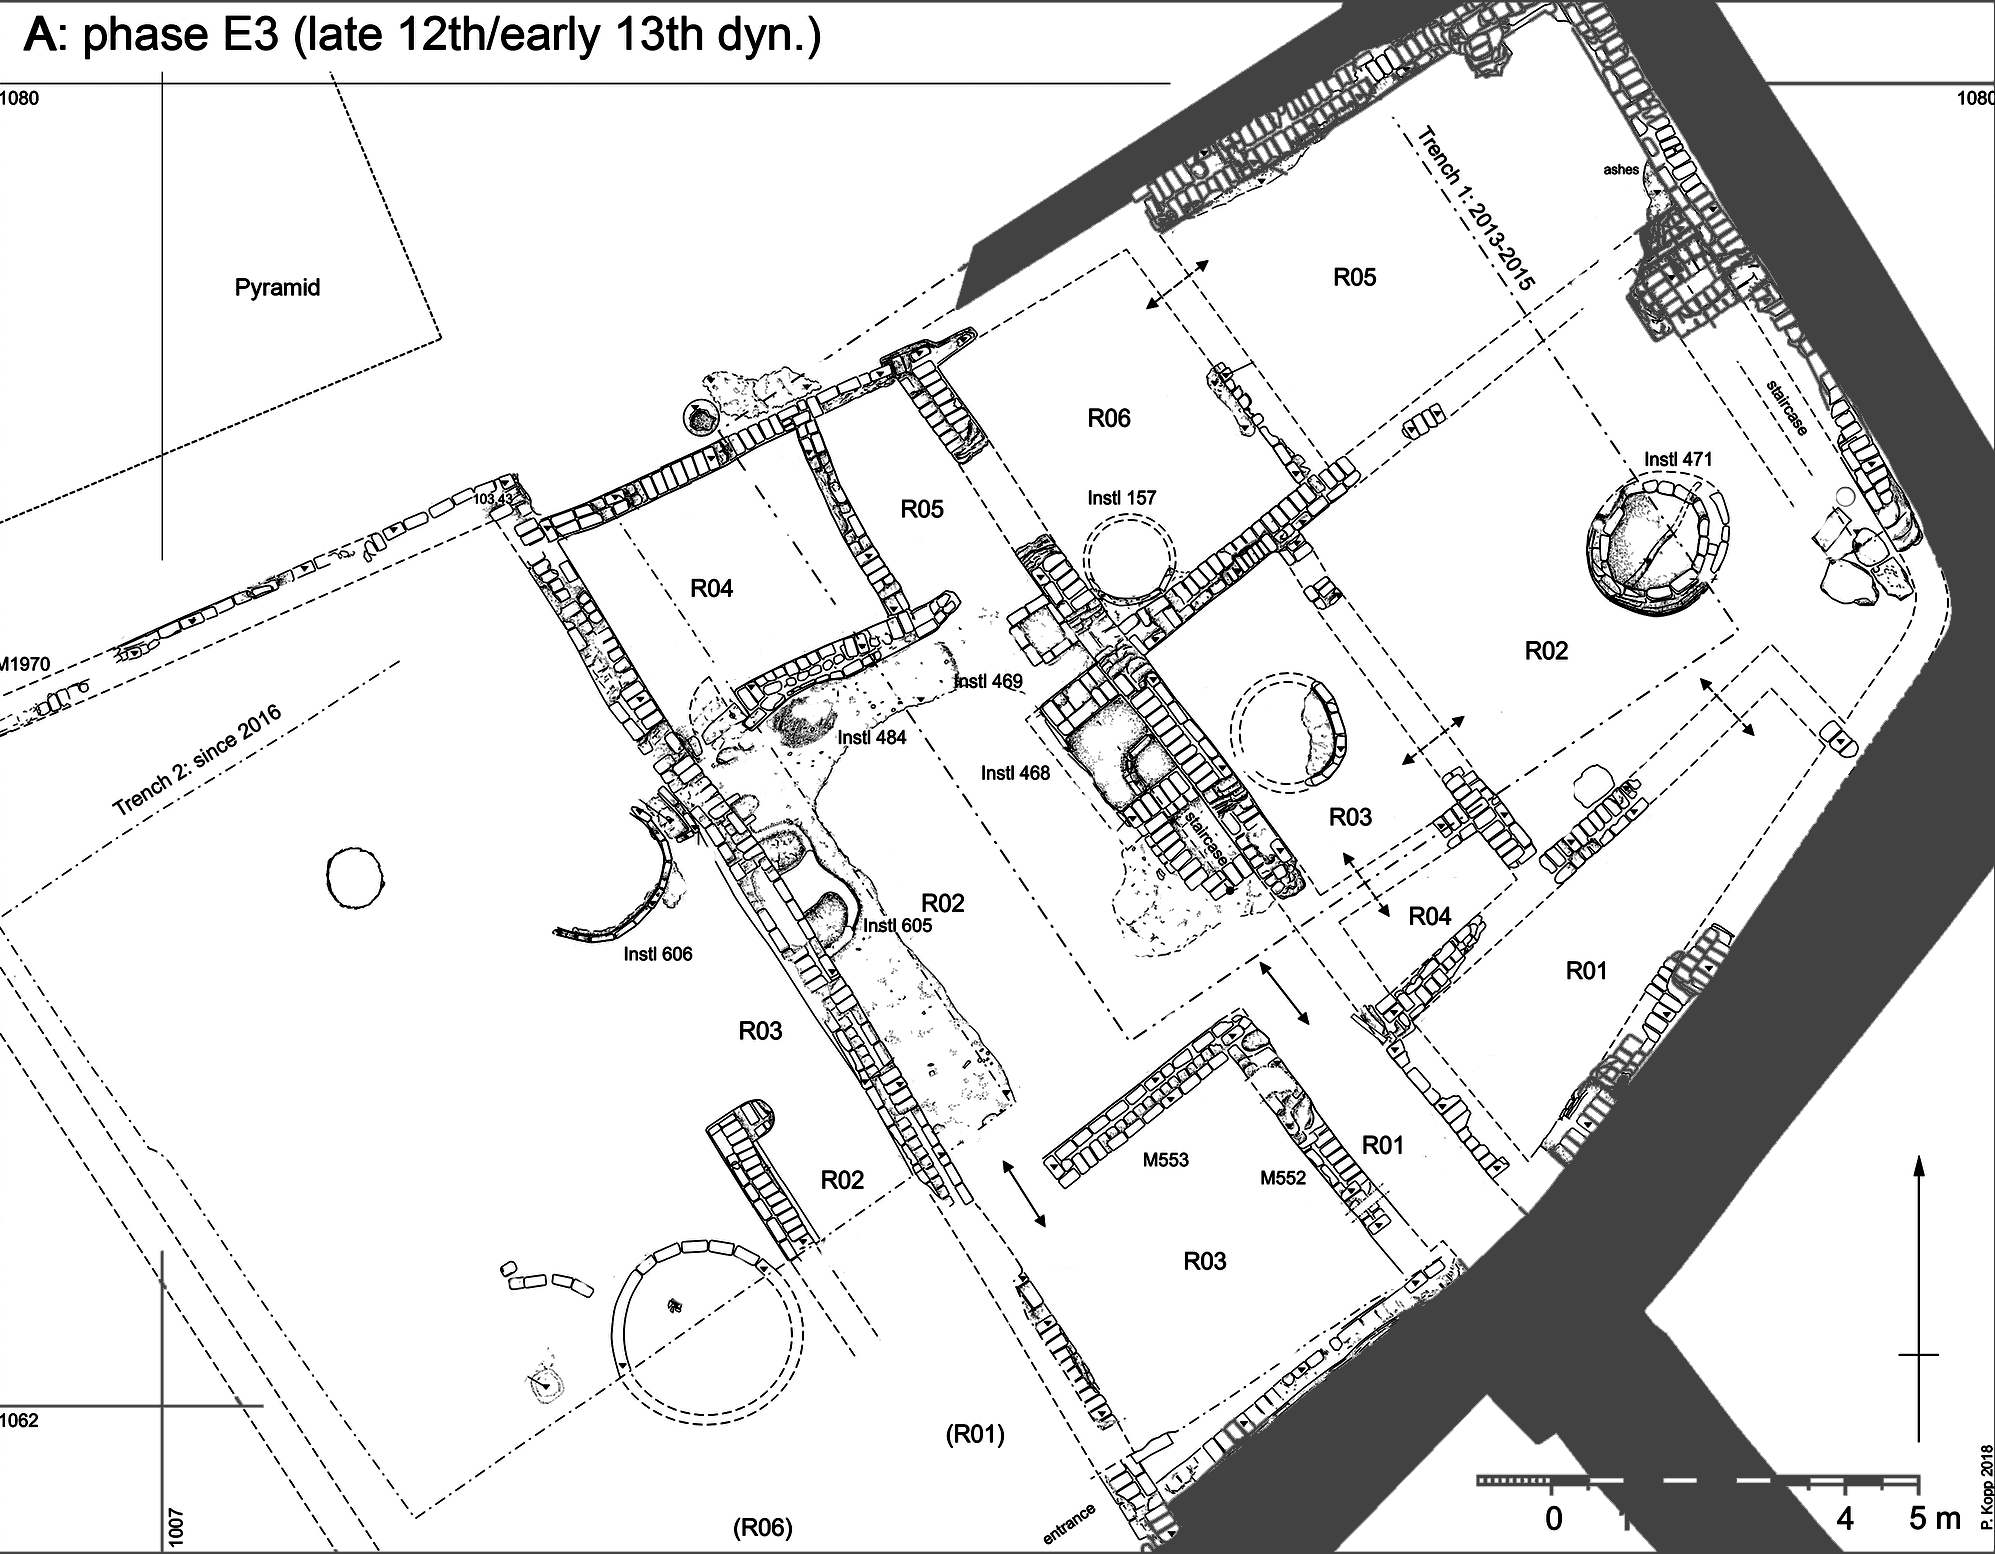 A: phase E3 (late 12th/early 13th dyn.)
1080
1080
Pyramid
Trench 1: 2013-2015
ashes
R05
staircase
R06
Instl 471
103,43
Instl 157
R05
R04
M1970
R02
Instl 469
Trench 2: since 2016
Instl 484
Instl 468
staircase
R03
R02
Instl 605
R04
Instl 606
R01
R03
M553
R01
M552
R02
R03
1062
(R01)
entrance
(R06)
1007
0
4
5 m
P. Kopp 2018